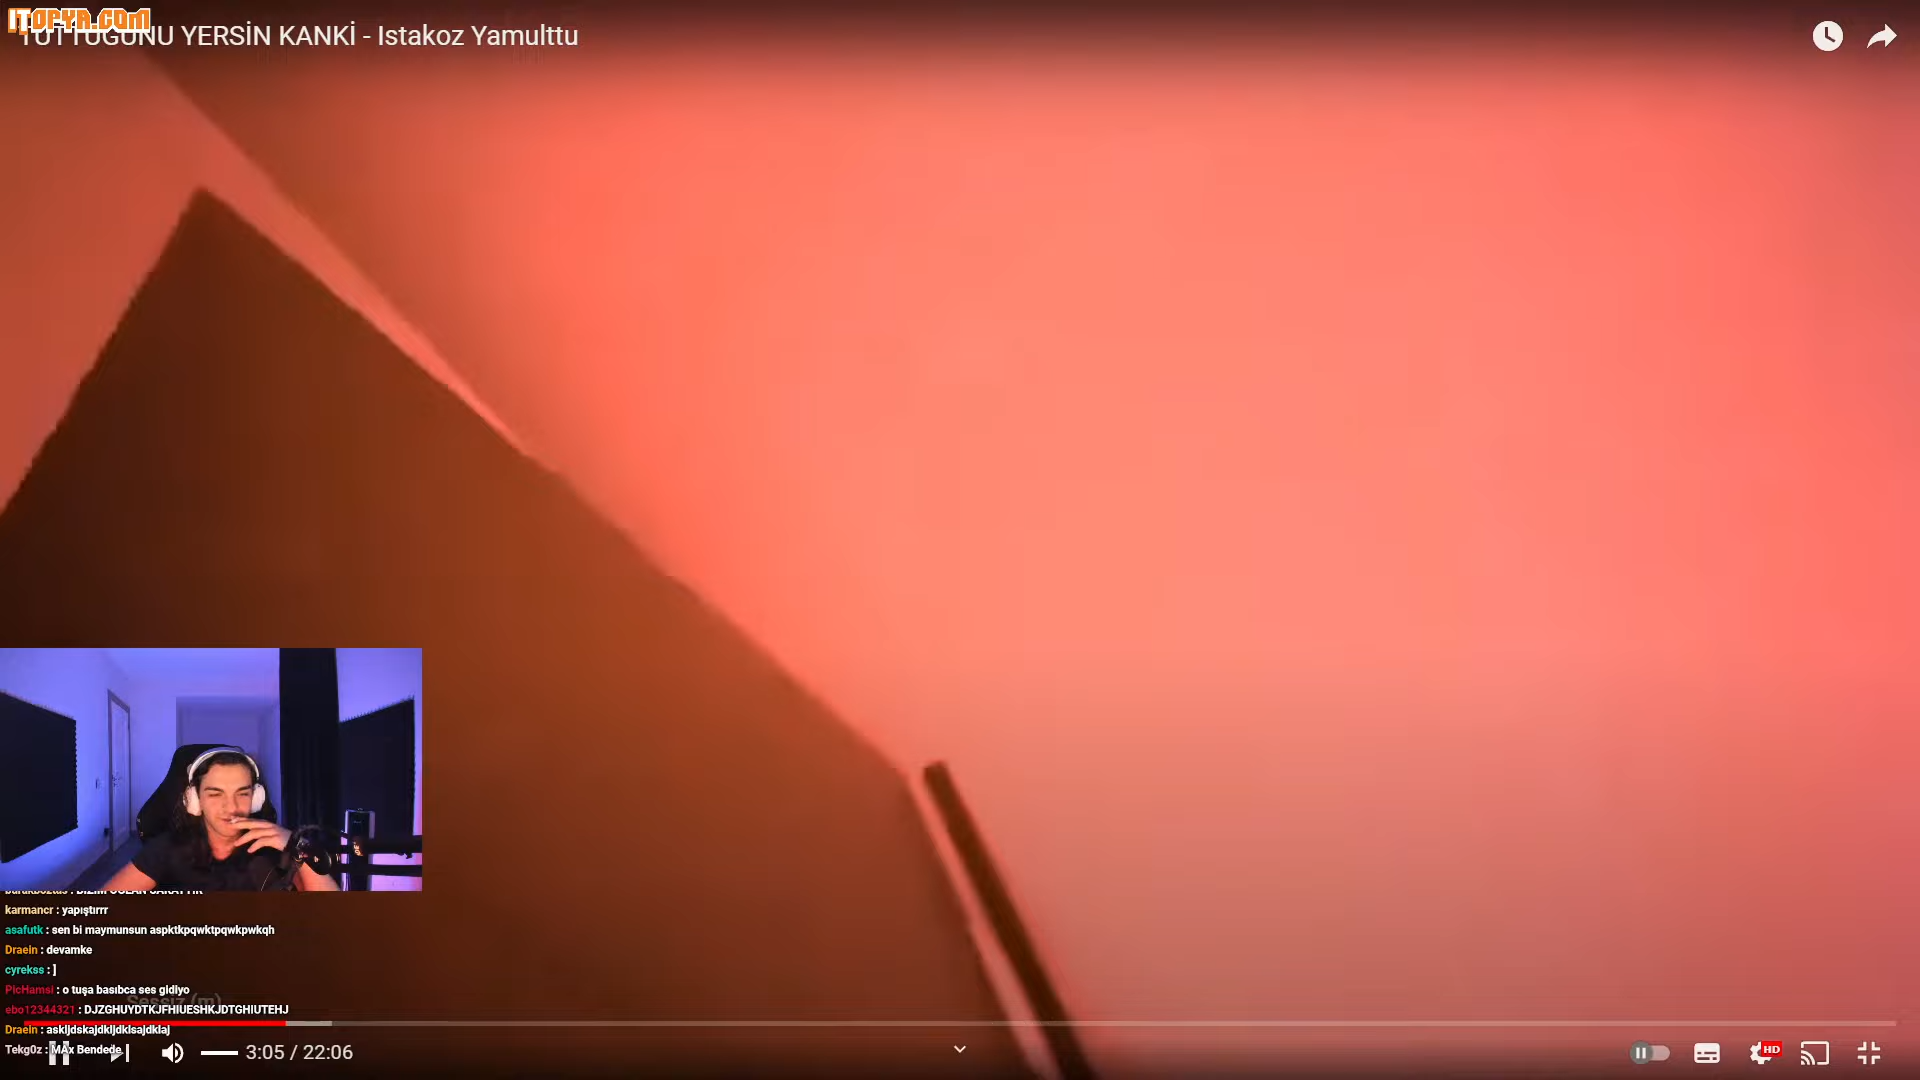 ITOPYA.COM
TUTTUĞUNU YERSİN KANKİ - Istakoz Yamulttu
karmancr : yapıştırrr
asafutk : sen bi maymunsun aspktkpqwktpqwkpwkqh
Draein : devamke
cyrekss : ]
PicHamsi : o tuşa basıbca ses gidiyo
Sessiz (m)
ebo12344321 : DJZGHUYDTKJFHIUESHKJDTGHIUTEHJ
Draein : askljdskajdkljdklsajdklaj
Tekg0z : MAx Bendede
3:05 / 22:06
HD